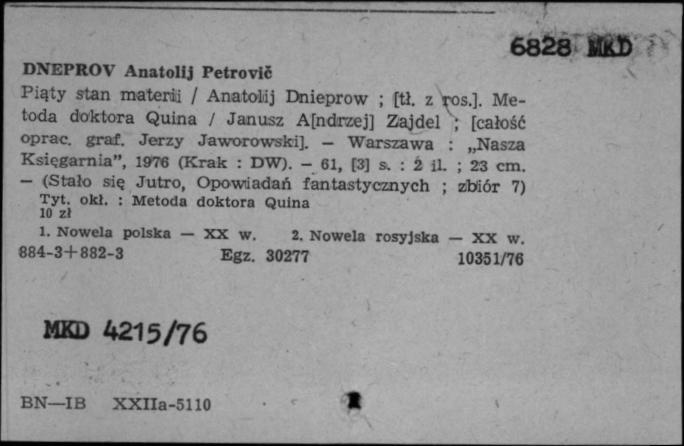 6828 MKD
DNEPROV Anatolij Petrovič
Piąty stan materii / Anatolij Dnieprow ; [tł. z ros.]. Me-
toda doktora Quina / Janusz A[ndrzej] Zajdel ; [całość
oprac. graf. Jerzy Jaworowski]. — Warszawa : „Nasza
Księgarnia”, 1976 (Krak : DW). — 61, [3] s. : 2 il. ; 23 cm.
— (Stało się Jutro, Opowiadań fantastycznych ; zbiór 7)
Tyt. okł. : Metoda doktora Quina
10 zł
1. Nowela polska — XX w. 2. Nowela rosyjska — XX w.
884-3+882-3 Egz. 30277 10351/76
MKD 4215/76
BN—IB XXIIa-5110